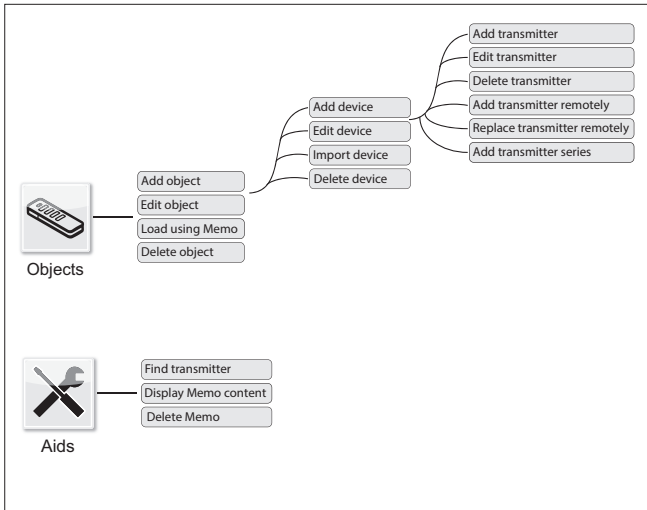 Add transmitter
Edit transmitter
Delete transmitter
Add transmitter remotely
Replace transmitter remotely
Add transmitter series
Add device
Edit device
Import device
Delete device
Add object
Edit object
Load using Memo
Delete object
Objects
Find transmitter
Display Memo content
Delete Memo
Aids